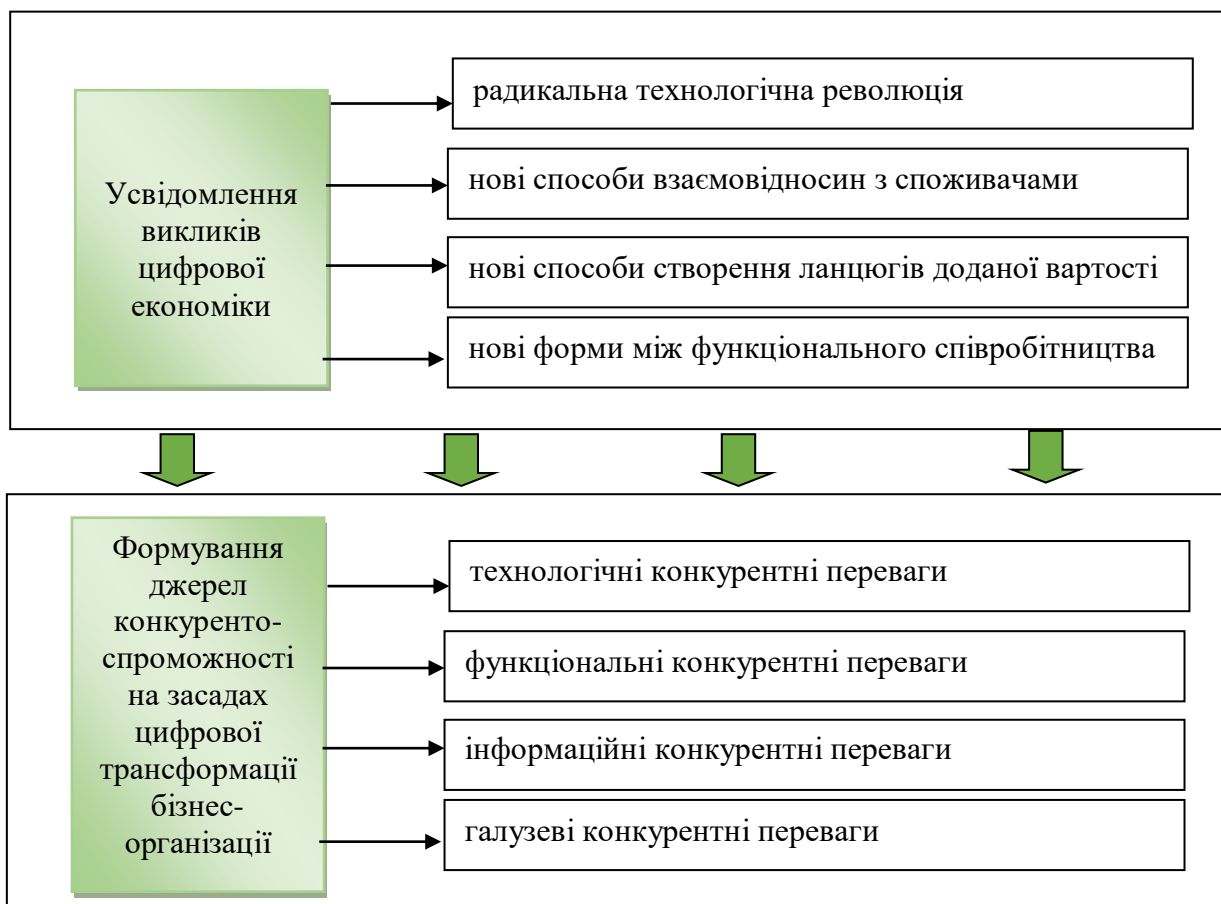 Усвідомлення
викликів
цифрової
економіки
радикальна технологічна революція
нові способи взаємовідносин з споживачами
нові способи створення ланцюгів доданої вартості
нові форми між функціонального співробітництва
Формування
джерел
конкуренто-
спроможності
на засадах
цифрової
трансформації
бізнес-
організації
технологічні конкурентні переваги
функціональні конкурентні переваги
інформаційні конкурентні переваги
галузеві конкурентні переваги